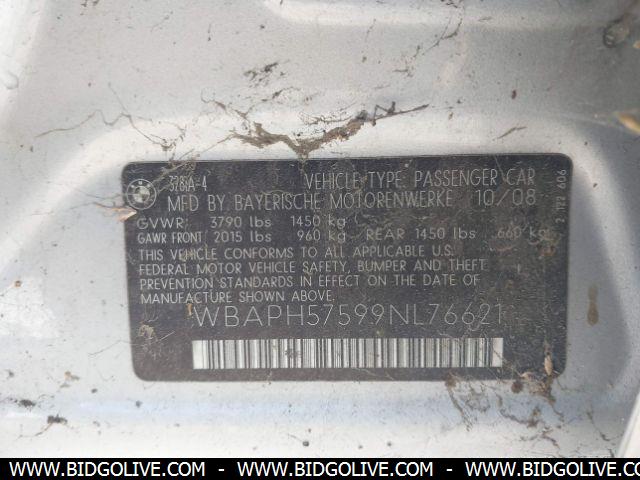 BMW
328iA-4 VEHICLE TYPE: PASSENGER CAR
MFD BY BAYERISCHE MOTORENWERKE 10/08
GVWR: 3790 lbs 1450 kg
GAWR FRONT 2015 lbs 960 kg REAR 1450 lbs 660 kg
THIS VEHICLE CONFORMS TO ALL APPLICABLE U.S.
FEDERAL MOTOR VEHICLE SAFETY, BUMPER AND THEFT
PREVENTION STANDARDS IN EFFECT ON THE DATE OF
MANUFACTURE SHOWN ABOVE.
WBAPH57599NL76621
WWW.BIDGOLIVE.COM - WWW.BIDGOLIVE.COM - WWW.BIDGOLIVE.COM